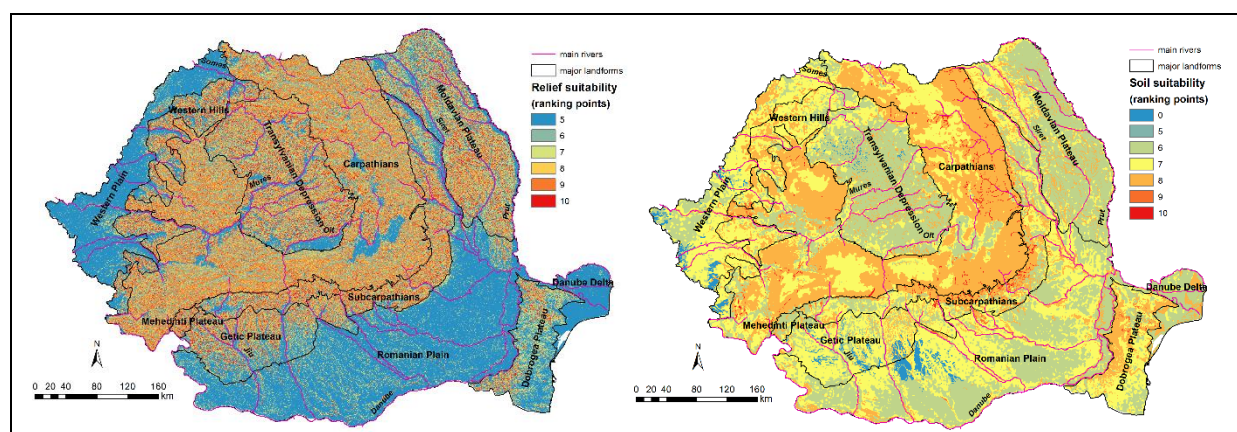 Somes
Western Hills
Western Plain
Transylvanian Depression
Mures
Olt
Carpathians
Siret
Moldavian Plateau
Prut
Subcarpathians
Mehedinti Plateau
Getic Plateau
Jiu
Romanian Plain
Danube
Dobrogea Plateau
Danube Delta
main rivers
major landforms
Relief suitability
(ranking points)
5
6
7
8
9
10
N
0 20 40 80 120 160
km
Somes
Western Hills
Western Plain
Transylvanian Depression
Mures
Olt
Carpathians
Siret
Moldavian Plateau
Prut
Subcarpathians
Mehedinti Plateau
Getic Plateau
Jiu
Romanian Plain
Danube
Dobrogea Plateau
Danube Delta
main rivers
major landforms
Soil suitability
(ranking points)
0
5
6
7
8
9
10
N
0 20 40 80 120 160
km